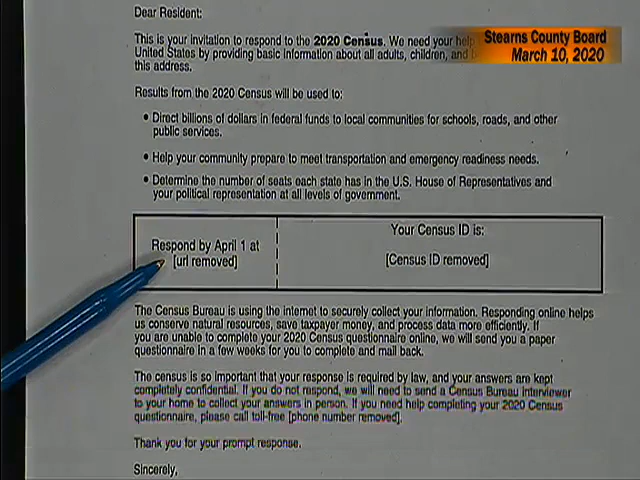 Dear Resident:
This is your invitation to respond to the 2020 Census. We need your help
United States by providing basic information about all adults, children, and
this address.
Stearns County Board
March 10, 2020
Results from the 2020 Census will be used to:
• Direct billions of dollars in federal funds to local communities for schools, roads, and other
public services.
• Help your community prepare to meet transportation and emergency readiness needs.
• Determine the number of seats each state has in the U.S. House of Representatives and
your political representation at all levels of government.
Respond by April 1 at
[url removed]
Your Census ID is:
[Census ID removed]
The Census Bureau is using the internet to securely collect your information. Responding online helps
us conserve natural resources, save taxpayer money, and process data more efficiently. If
you are unable to complete your 2020 Census questionnaire online, we will send you a paper
questionnaire in a few weeks for you to complete and mail back.
The census is so important that your response is required by law, and your answers are kept
completely confidential. If you do not respond, we will need to send a Census Bureau interviewer
to your home to collect your answers in person. If you need help completing your 2020 Census
questionnaire, please call toll-free [phone number removed].
Thank you for your prompt response.
Sincerely,